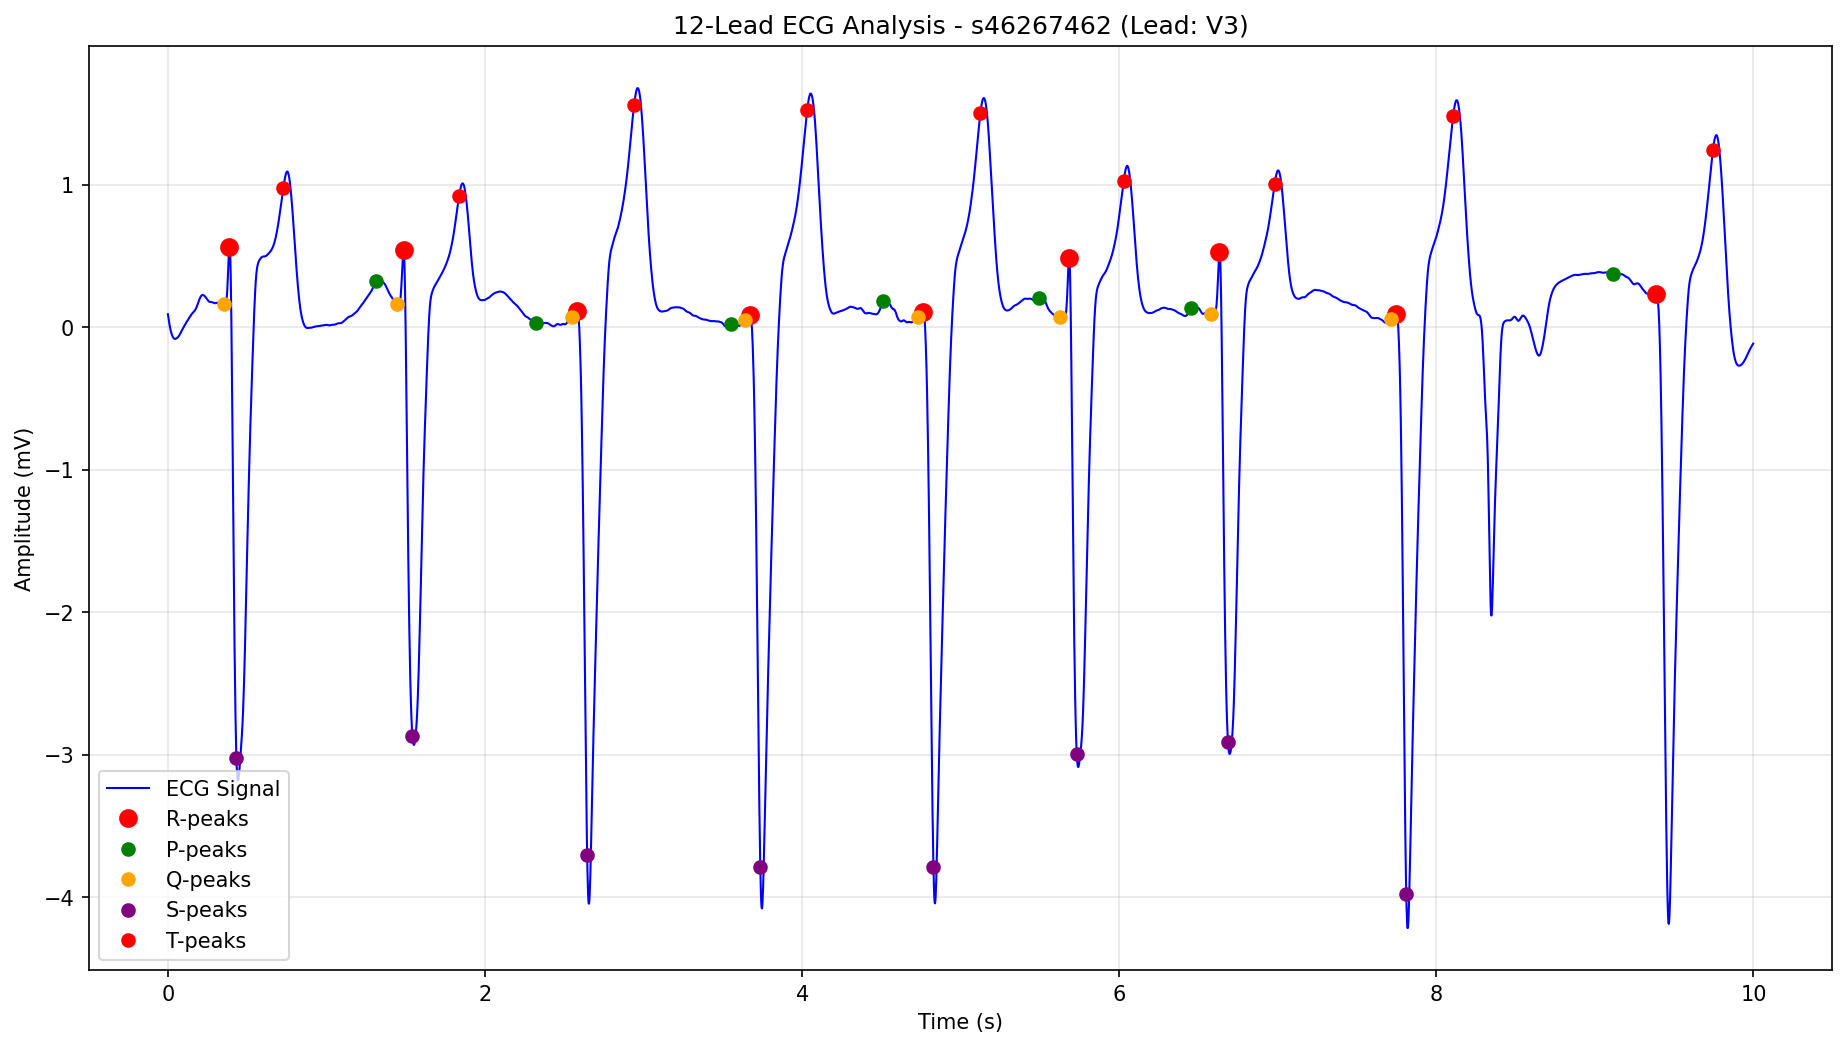 12-Lead ECG Analysis - s46267462 (Lead: V3)
Amplitude (mV)
1
0
−1
−2
−3
−4
ECG Signal
R-peaks
P-peaks
Q-peaks
S-peaks
T-peaks
0 2 4 6 8 10
Time (s)